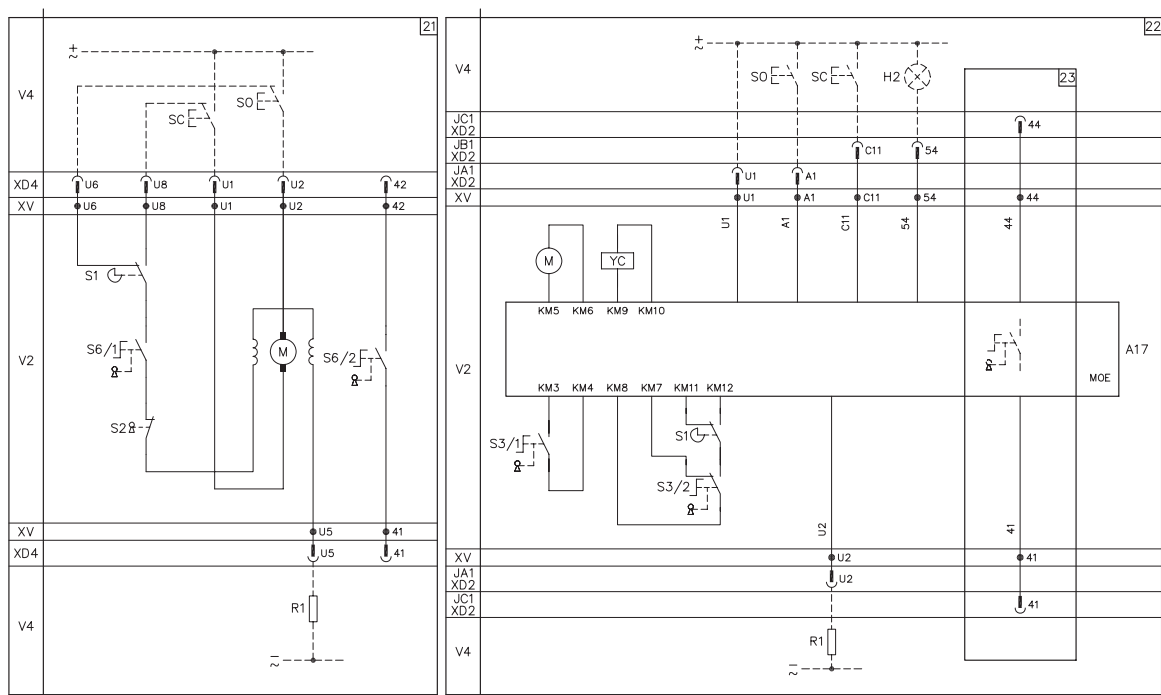 21
+
~
V4
SO
SC
XD4 U6 U8 U1 U2 42
XV U6 U8 U1 U2 42
S1
V2
S6/1
M
S6/2
S2
XV U5 41
XD4 U5 41
V4
R1
–
~
22
+
~
V4
SO SC H2
23
JC1
XD2
44
JB1
XD2
C11 54
JA1
XD2
U1 A1
XV U1 A1 C11 54 44
U1 A1 C11 54 44
M YC
KM5 KM6 KM9 KM10
V2
A17
MOE
KM3 KM4 KM8 KM7 KM11 KM12
S3/1
S1
S3/2
U2 41
XV U2 41
JA1
XD2
U2
JC1
XD2
41
V4
R1
–
~